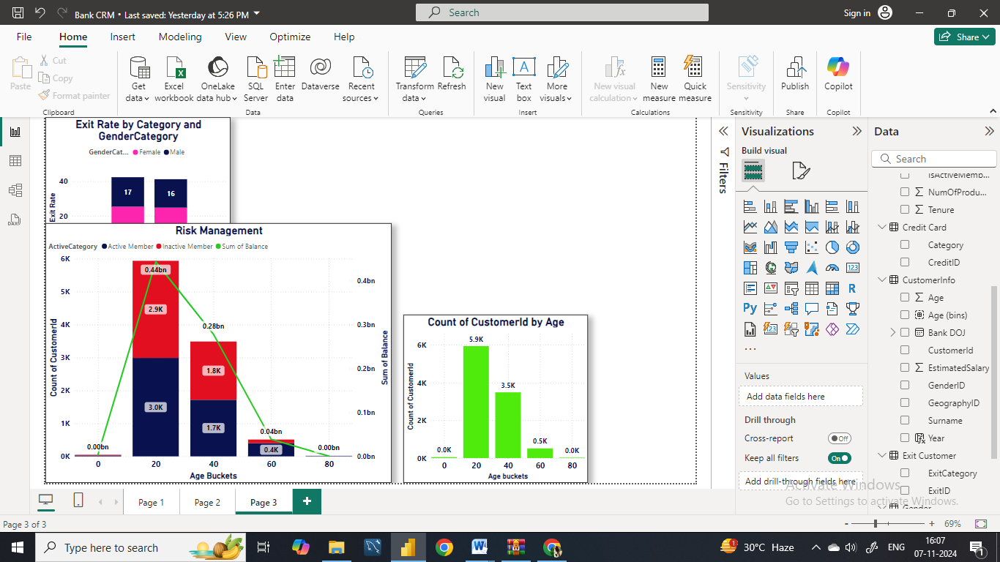 Bank CRM • Last saved: Yesterday at 5:26 PM
Search
Sign in
File Home Insert Modeling View Optimize Help
Share
Paste
Cut
Copy
Format painter
Clipboard
Get data
Excel workbook
OneLake data hub
SQL Server
Enter data
Dataverse
Recent sources
Data
Transform data
Refresh
Queries
New visual
Text box
More visuals
Insert
New visual calculation
New measure
Quick measure
Calculations
Sensitivity
Sensitivity
Publish
Share
Copilot
Copilot
Exit Rate by Category and
GenderCategory
GenderCat... Female Male
Exit Rate
40
20
17
16
Risk Management
ActiveCategory Active Member Inactive Member Sum of Balance
Count of CustomerId
6K
5K
4K
3K
2K
1K
0K
0.00bn
0.44bn
2.9K
3.0K
0.28bn
1.8K
1.7K
0.04bn
0.4K
0.00bn
0.4bn
0.3bn
0.2bn
0.1bn
0.0bn
Sum of Balance
0 20 40 60 80
Age Buckets
Count of CustomerId by Age
Count of CustomerId
6K
4K
2K
0K
0.0K
5.9K
3.5K
0.5K
0.0K
0 20 40 60 80
Age buckets
Filters
Visualizations
Build visual
123
R
Py
...
Values
Add data fields here
Drill through
Cross-report
Off
Keep all filters
On
Add drill-through fields here
Data
Search
IsActiveMemb...
NumOfProdu...
Tenure
Credit Card
Category
CreditID
CustomerInfo
Age
Age (bins)
Bank DOJ
CustomerId
EstimatedSalary
GenderID
GeographyID
Surname
Year
Exit Customer
ExitCategory
ExitID
Gender
Activate Windows
Go to Settings to activate Windows.
Page 1
Page 2
Page 3
+
Page 3 of 3
- + 69%
Type here to search
30°C Haze
ENG
16:07
07-11-2024